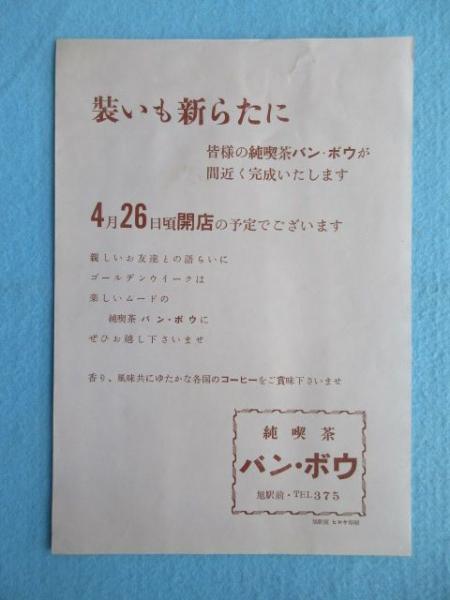 装いも新らたに
皆様の純喫茶バン・ボウが
間近く完成いたします
4月26日頃開店の予定でございます
親しいお友達との語らいに
ゴールデンウイークは
楽しいムードの
純喫茶 バン・ボウに
ぜひお越し下さいませ
香り、風味共にゆたかな各国のコーヒーをご賞味下さいませ
純喫茶
バン・ボウ
旭駅前・TEL375